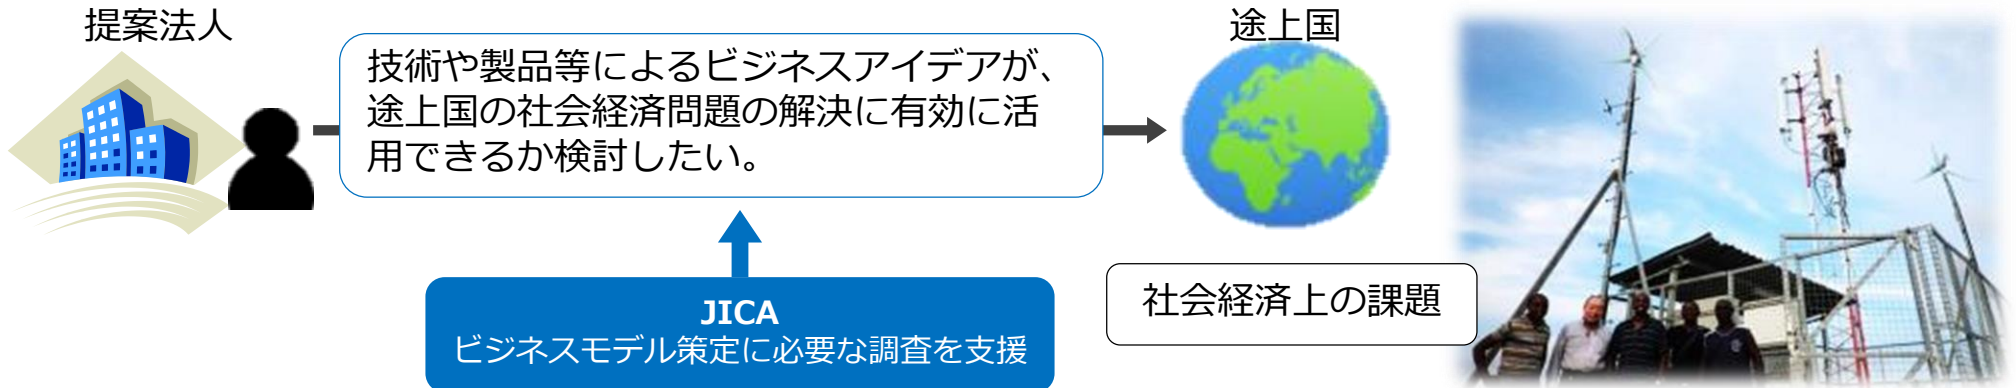 提案法人
技術や製品等によるビジネスアイデアが、
途上国の社会経済問題の解決に有効に活
用できるか検討したい。
途上国
JICA
ビジネスモデル策定に必要な調査を支援
社会経済上の課題